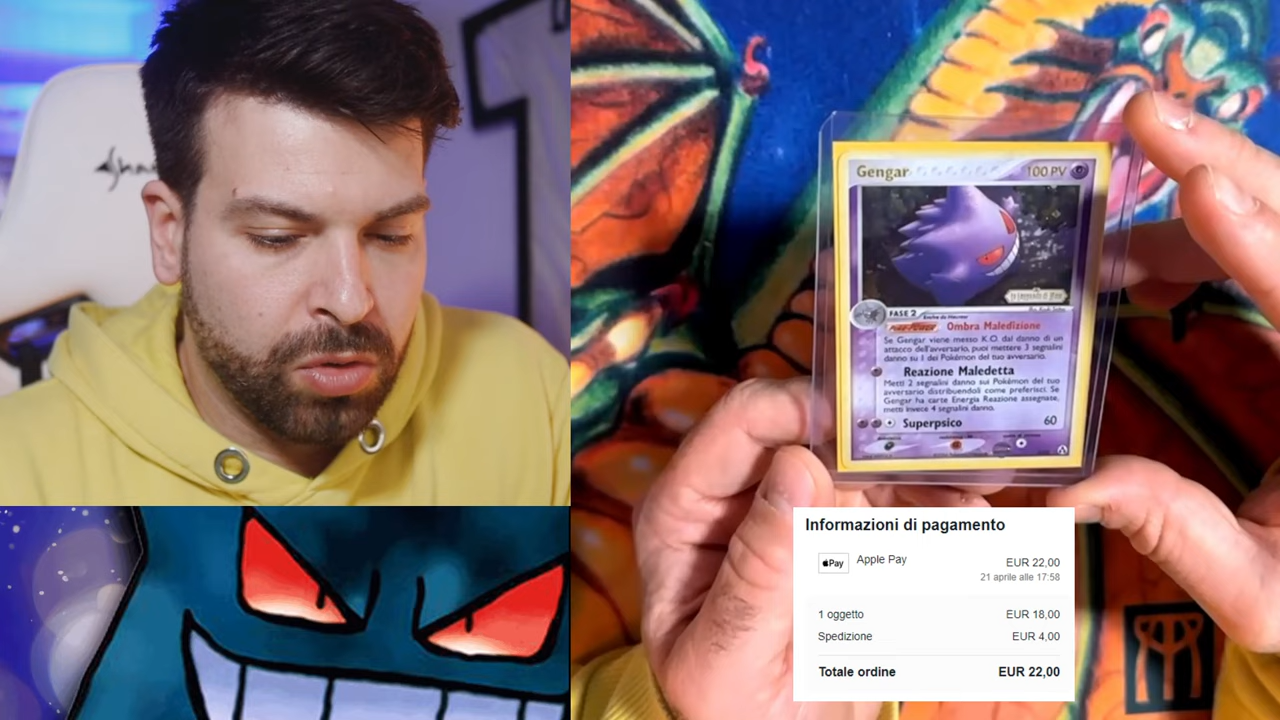 Gengar
100 PV
FASE 2
Ombra Maledizione
Se Gengar viene messo K.O. dal danno di un
attacco dell'avversario, puoi mettere 3 segnalini
danno su 1 dei Pokémon del tuo avversario.
Reazione Maledetta
Metti 2 segnalini danno sui Pokémon del tuo
avversario distribuendoli come preferisci. Se
Gengar ha carte Energia Reazione assegnate,
metti invece 4 segnalini danno.
Superpsico 60
Informazioni di pagamento
Pay
Apple Pay
EUR 22,00
21 aprile alle 17:58
1 oggetto EUR 18,00
Spedizione EUR 4,00
Totale ordine EUR 22,00